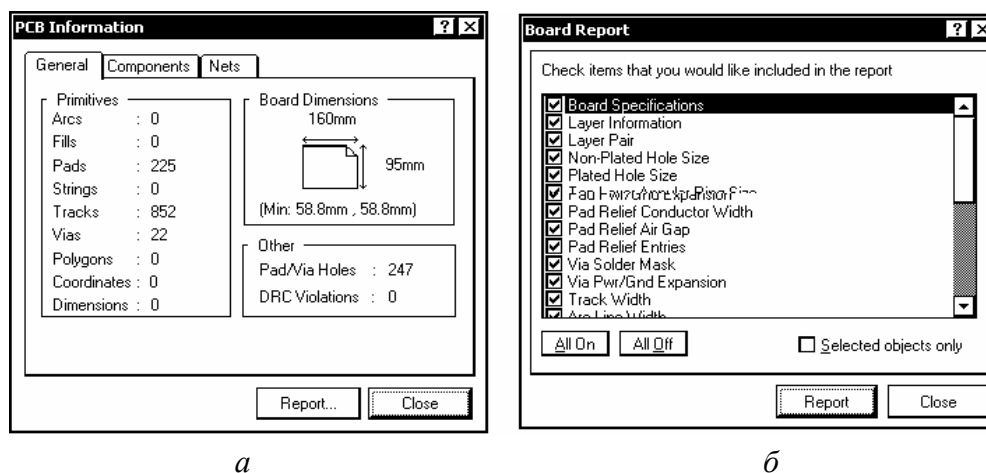 PCB Information
General Components Nets
Primitives
Arcs : 0
Fills : 0
Pads : 225
Strings : 0
Tracks : 852
Vias : 22
Polygons : 0
Coordinates : 0
Dimensions : 0
Board Dimensions
160mm
95mm
(Min: 58.8mm , 58.8mm)
Other
Pad/Via Holes : 247
DRC Violations : 0
Report... Close
а
Board Report
Check items that you would like included in the report
Board Specifications
Layer Information
Layer Pair
Non-Plated Hole Size
Plated Hole Size
Pad Relief Conductor Width
Pad Relief Air Gap
Pad Relief Entries
Via Solder Mask
Via Pwr/Gnd Expansion
Track Width
Arc Line Width
All On All Off Selected objects only
Report Close
б